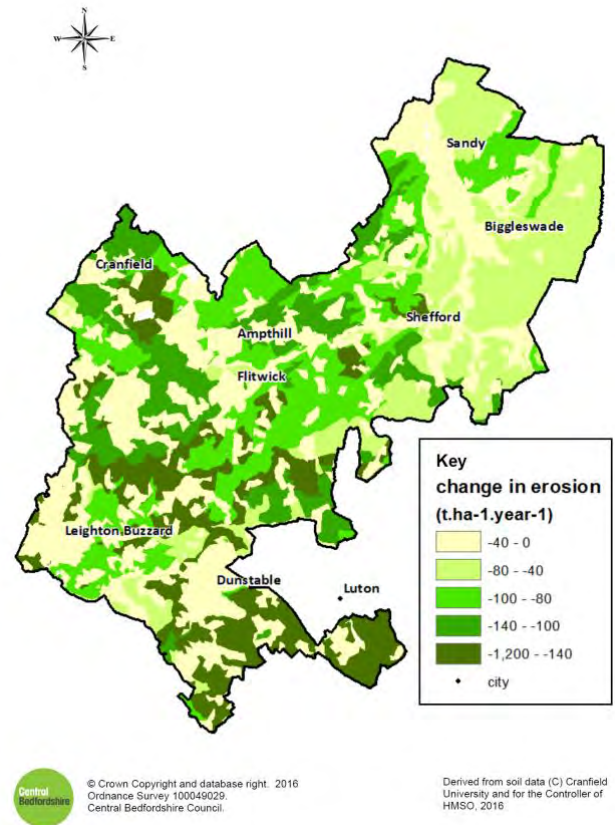 N
W E
S
Sandy
Biggleswade
Cranfield
Shefford
Ampthill
Flitwick
Leighton Buzzard
Dunstable
Luton
Key
change in erosion
(t.ha-1.year-1)
-40 - 0
-80 - -40
-100 - -80
-140 - -100
-1,200 - -140
city
Central
Bedfordshire
© Crown Copyright and database right. 2016
Ordnance Survey 100049029.
Central Bedfordshire Council.
Derived from soil data (C) Cranfield
University and for the Controller of
HMSO, 2016